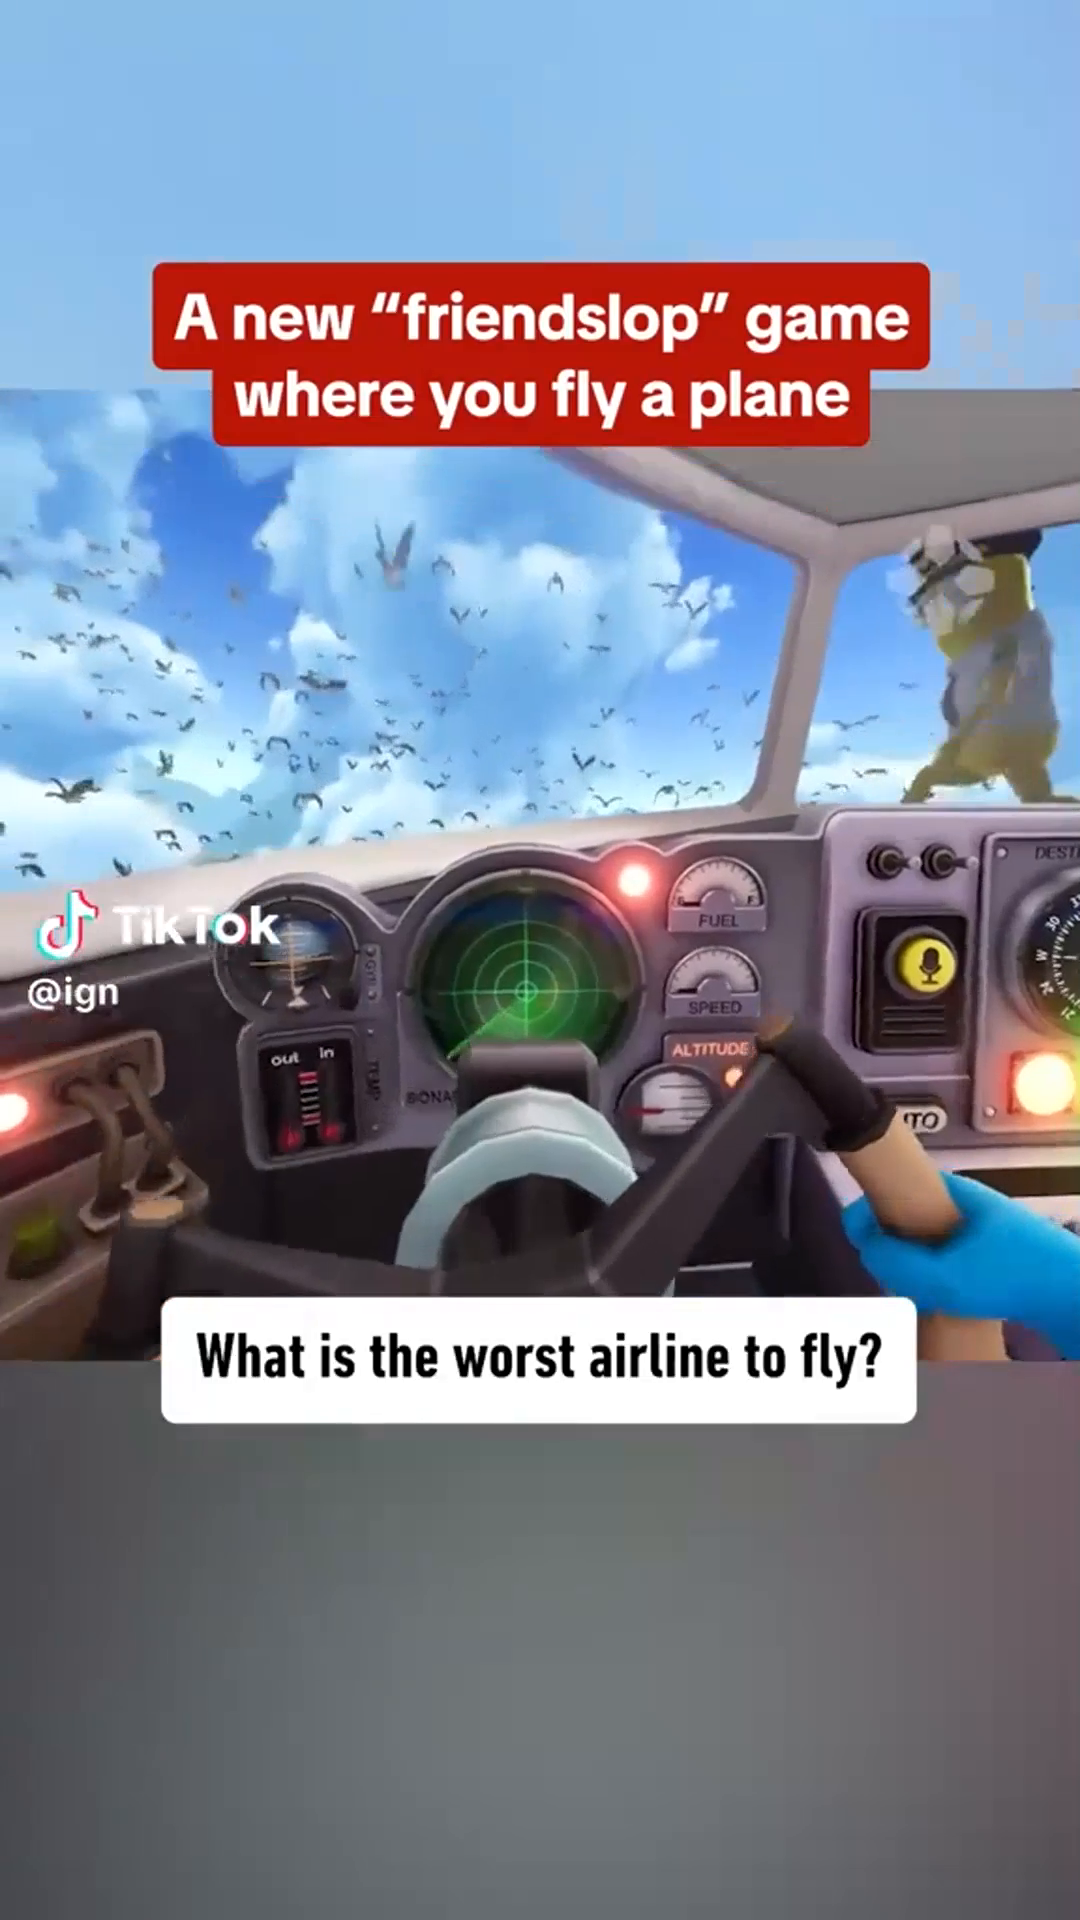 A new “friendslop” game
where you fly a plane
FUEL
SPEED
DEST
out in
ALTITUDE
TikTok
@ign
What is the worst airline to fly?